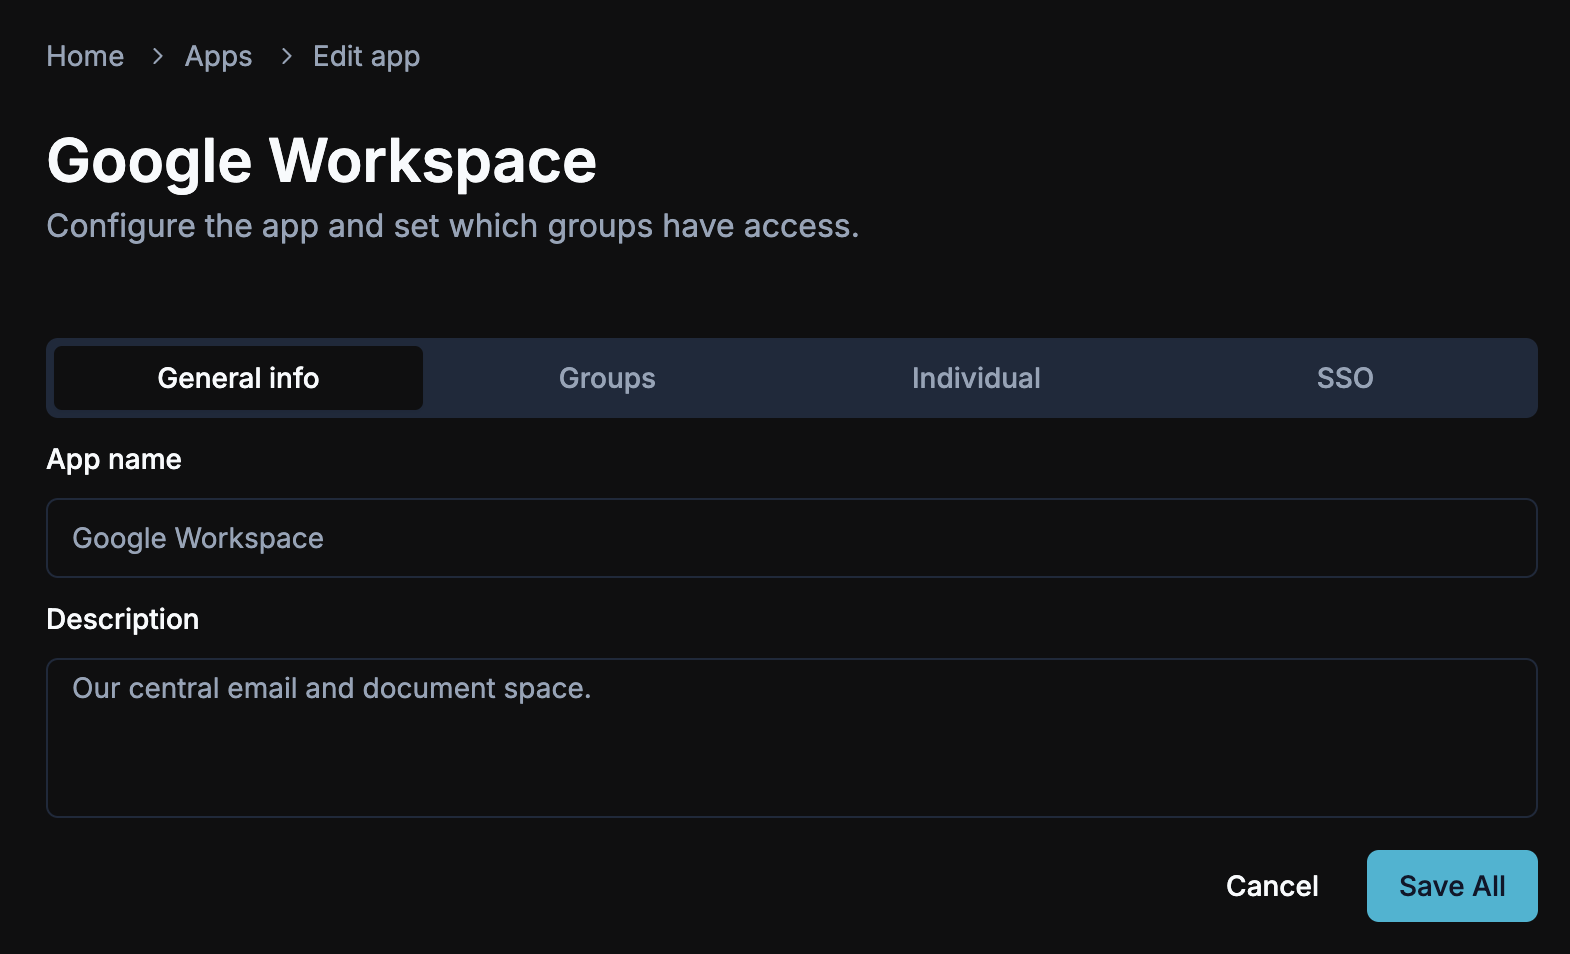 Home > Apps > Edit app
Google Workspace
Configure the app and set which groups have access.
General info Groups Individual SSO
App name
Google Workspace
Description
Our central email and document space.
Cancel Save All